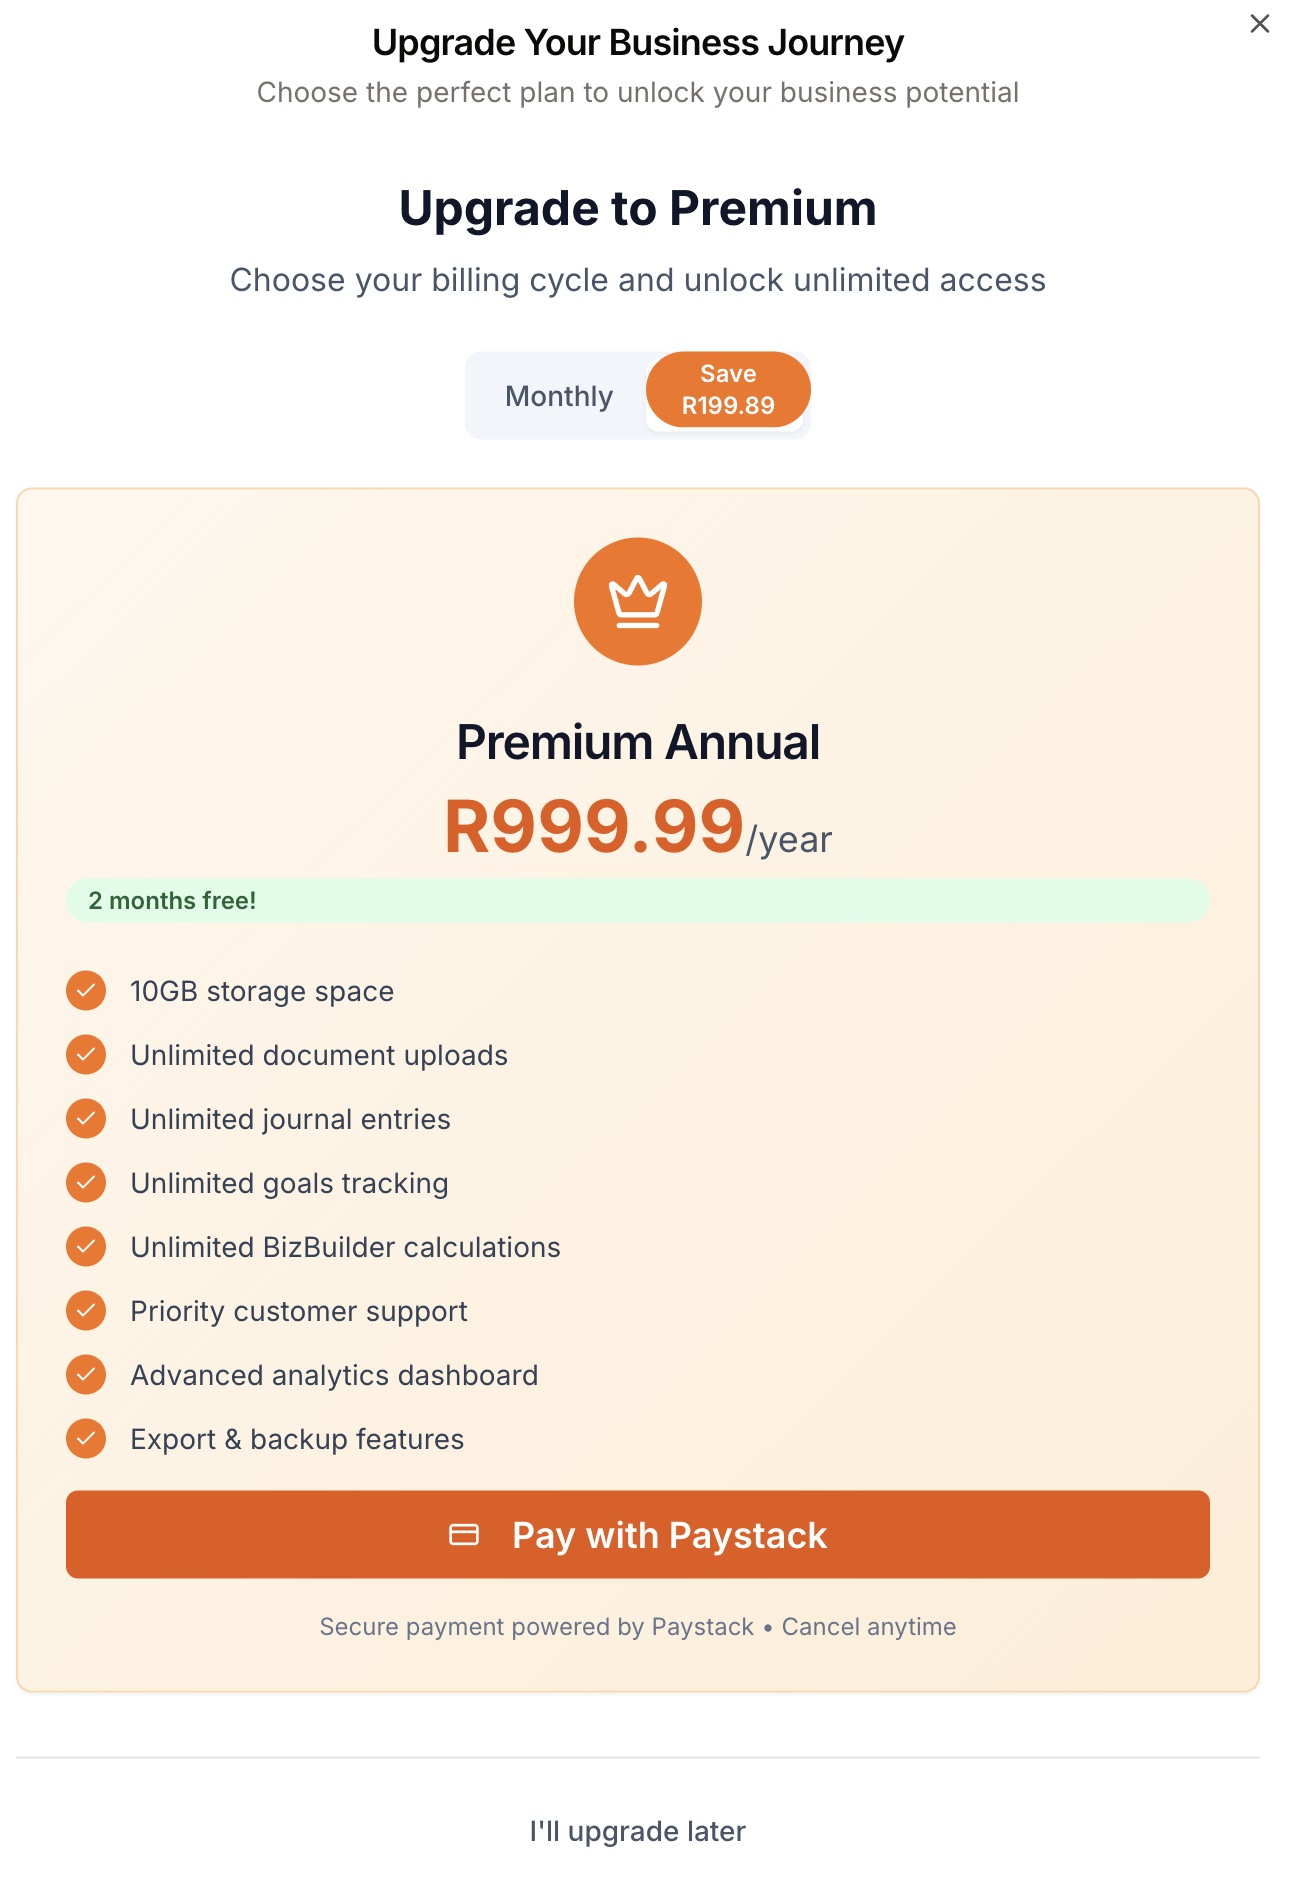 Upgrade Your Business Journey
Choose the perfect plan to unlock your business potential
Upgrade to Premium
Choose your billing cycle and unlock unlimited access
Monthly
Save
R199.89
Premium Annual
R999.99/year
2 months free!
10GB storage space
Unlimited document uploads
Unlimited journal entries
Unlimited goals tracking
Unlimited BizBuilder calculations
Priority customer support
Advanced analytics dashboard
Export & backup features
Pay with Paystack
Secure payment powered by Paystack • Cancel anytime
I'll upgrade later